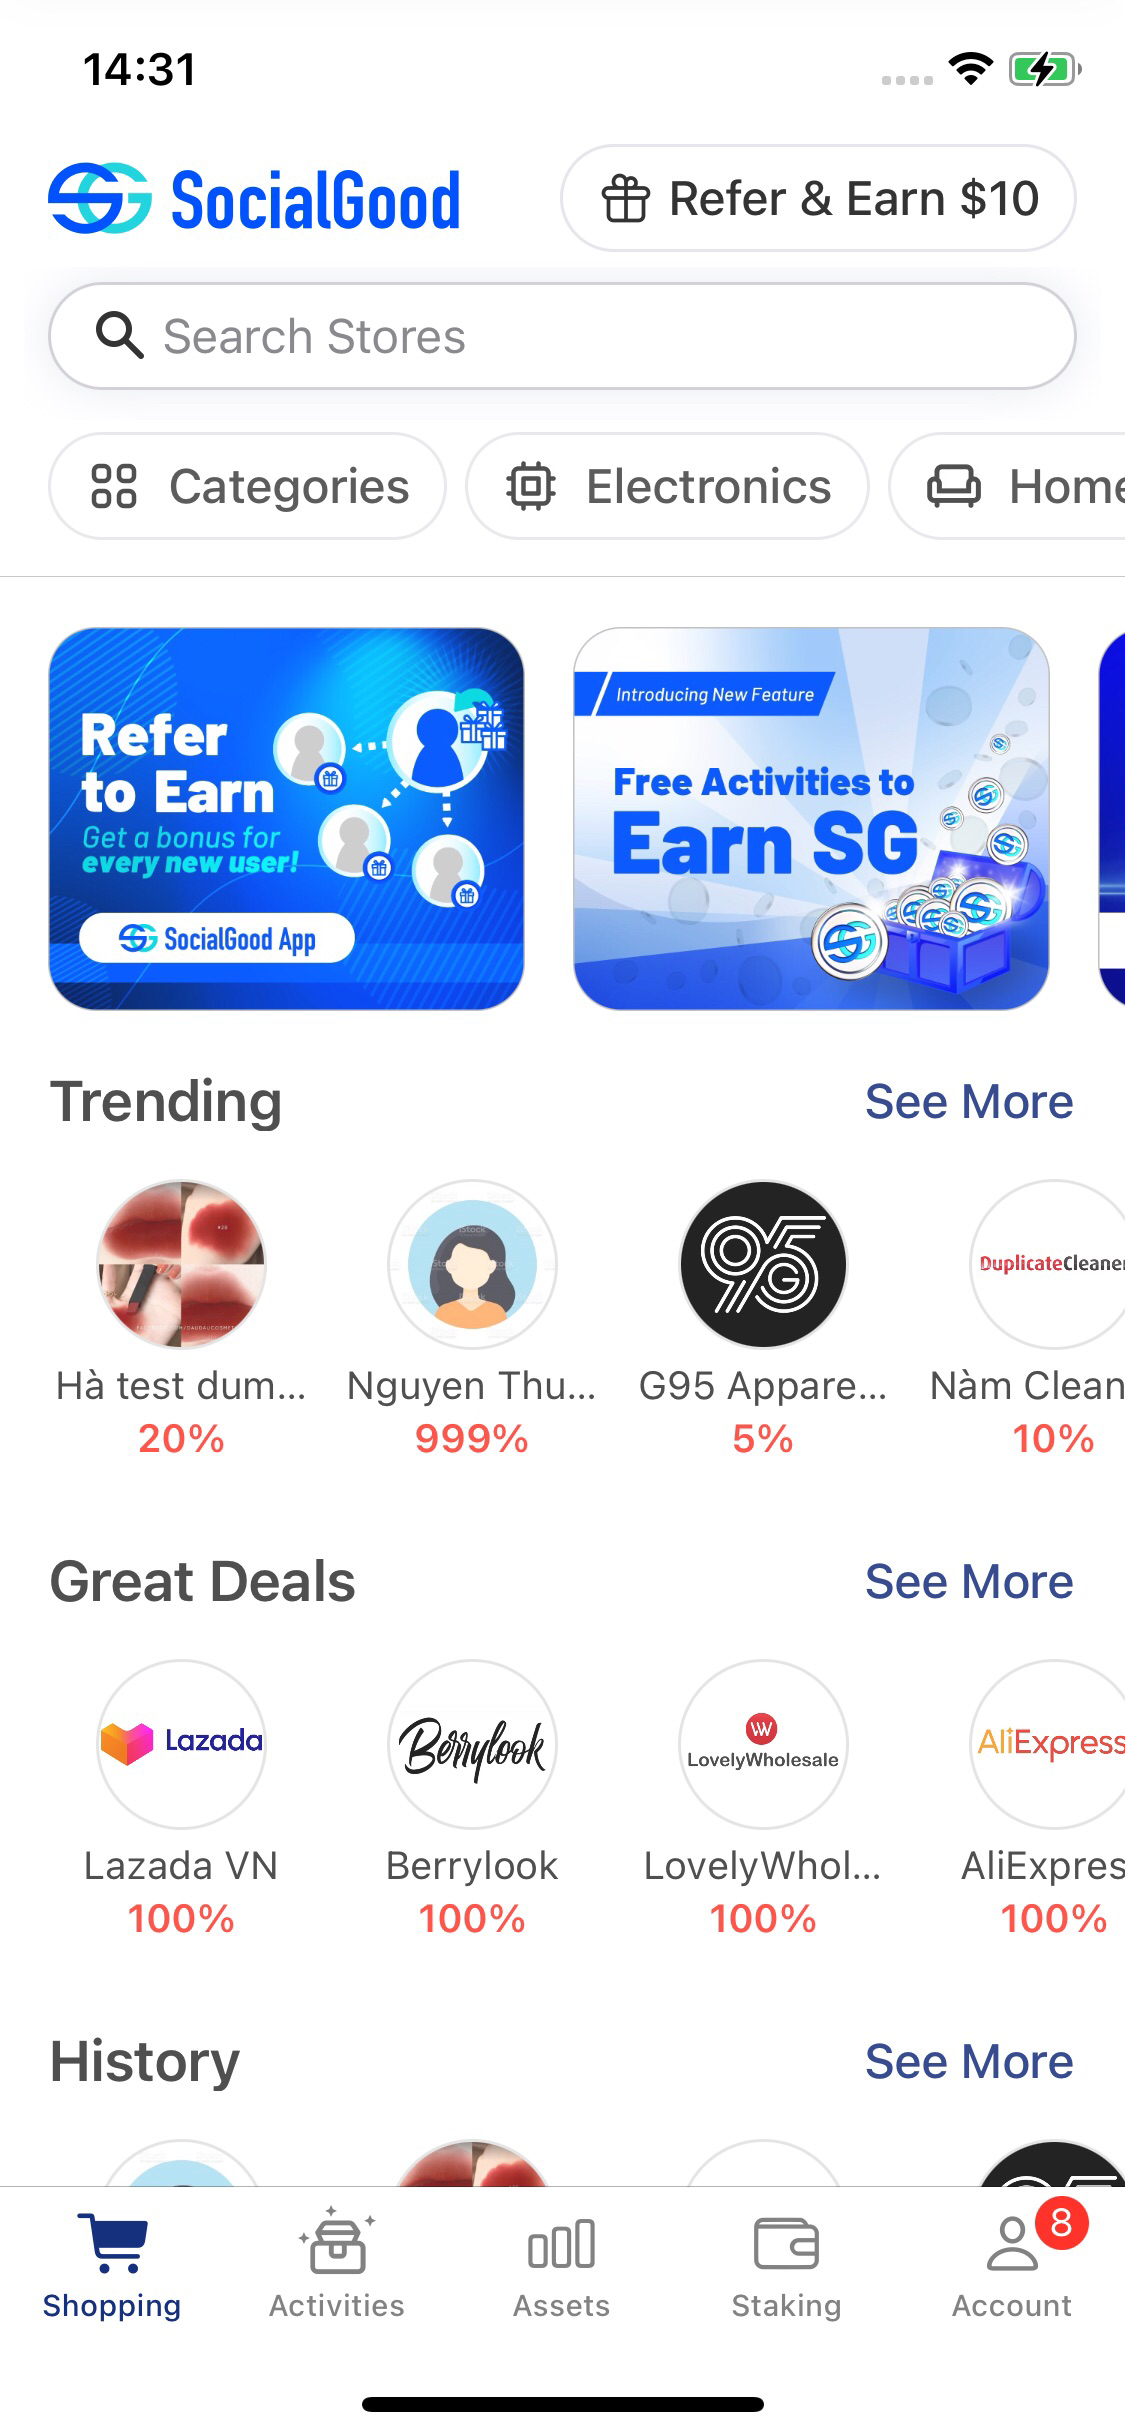 14:31
SocialGood
Refer & Earn $10
Search Stores
Categories
Electronics
Home
Refer
to Earn
Get a bonus for
every new user!
SocialGood App
Introducing New Feature
Free Activities to
Earn SG
Trending
See More
95
G
DuplicateCleaner
Hà test dum...
Nguyen Thu...
G95 Appare...
Nàm Clean
20%
999%
5%
10%
Great Deals
See More
Lazada
Berrylook
LovelyWholesale
AliExpress
Lazada VN
Berrylook
LovelyWhol...
AliExpres
100%
100%
100%
100%
History
See More
8
Shopping
Activities
Assets
Staking
Account